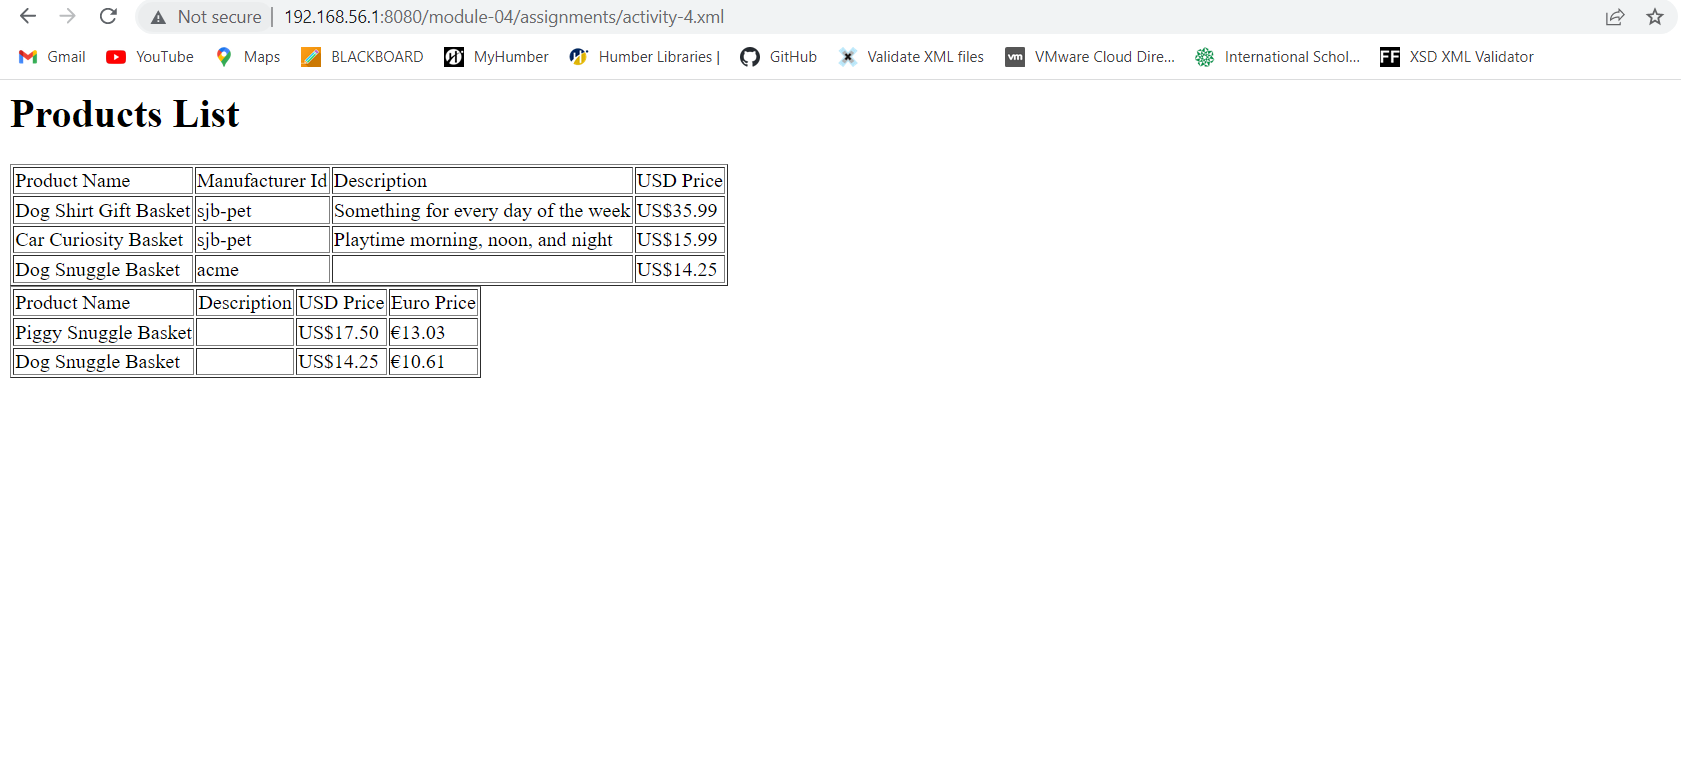 Not secure | 192.168.56.1:8080/module-04/assignments/activity-4.xml
Gmail YouTube Maps BLACKBOARD MyHumber Humber Libraries | GitHub Validate XML files vm VMware Cloud Dire... International Schol... FF XSD XML Validator
Products List
Product Name Manufacturer Id Description USD Price
Dog Shirt Gift Basket sjb-pet Something for every day of the week US$35.99
Car Curiosity Basket sjb-pet Playtime morning, noon, and night US$15.99
Dog Snuggle Basket acme US$14.25
Product Name Description USD Price Euro Price
Piggy Snuggle Basket US$17.50 €13.03
Dog Snuggle Basket US$14.25 €10.61